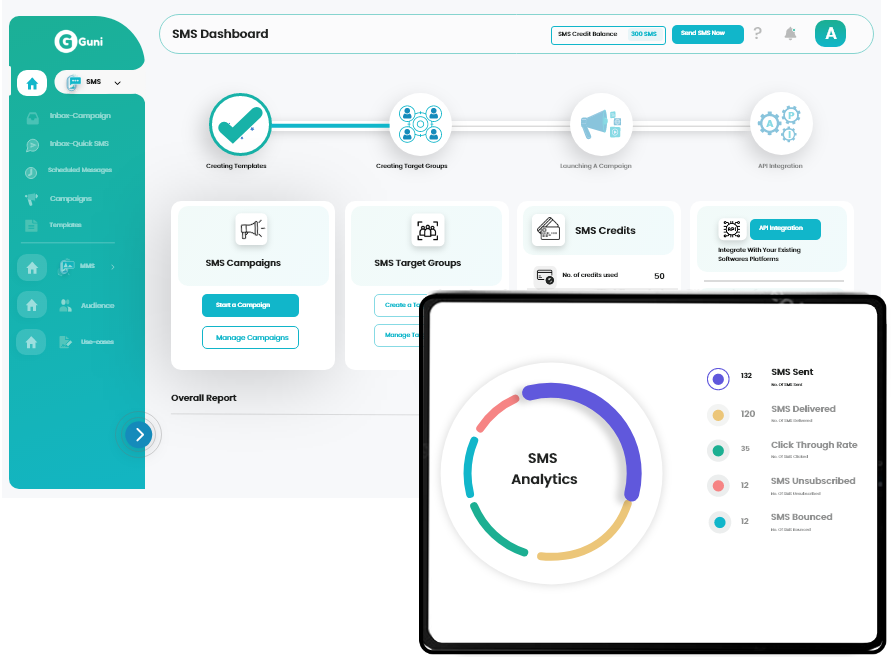 Guni
SMS Dashboard
SMS Credit Balance 300 SMS
Send SMS Now
?
A
SMS
Inbox-Campaign
Inbox-Quick SMS
Scheduled Messages
Campaigns
Templates
MMS
Audience
Use-cases
Creating Templates
Creating Target Groups
Launching A Campaign
A P I
API Integration
SMS Campaigns
Start a Campaign
Manage Campaigns
SMS Target Groups
Create a Ta
Manage Ta
SMS Credits
No. of credits used 50
API
API Integration
Integrate With Your Existing
Softwares Platforms
Overall Report
SMS
Analytics
132 SMS Sent
No. Of SMS Sent
120 SMS Delivered
No. Of SMS Delivered
35 Click Through Rate
No. Of SMS Clicked
12 SMS Unsubscribed
No. Of SMS Unsubscribed
12 SMS Bounced
No. Of SMS Bounced